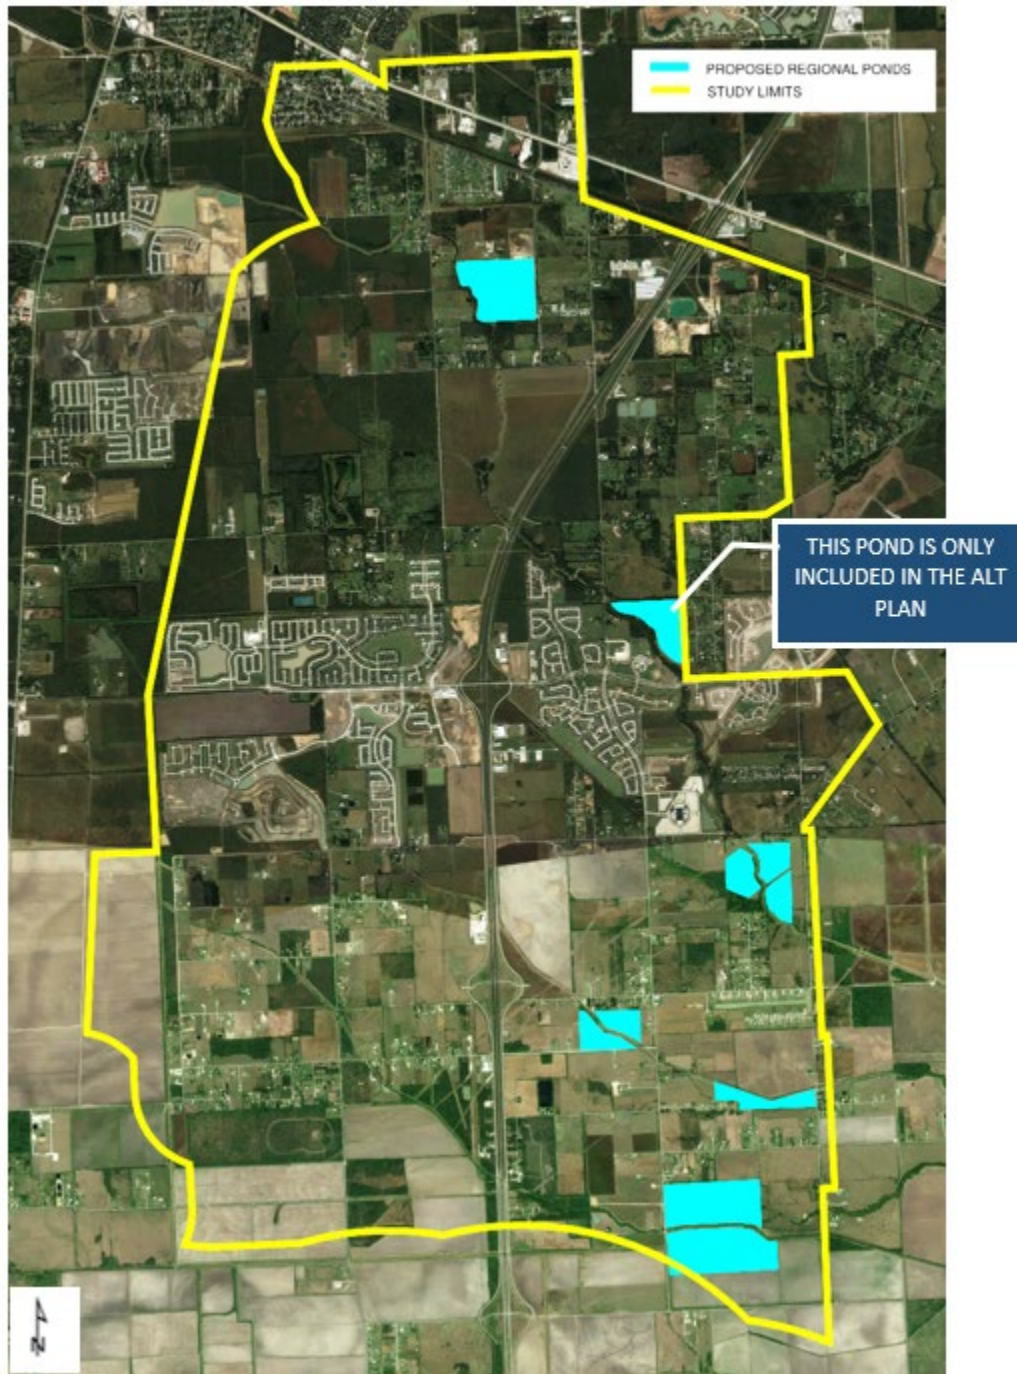 PROPOSED REGIONAL PONDS
STUDY LIMITS
THIS POND IS ONLY
INCLUDED IN THE ALT
PLAN
N